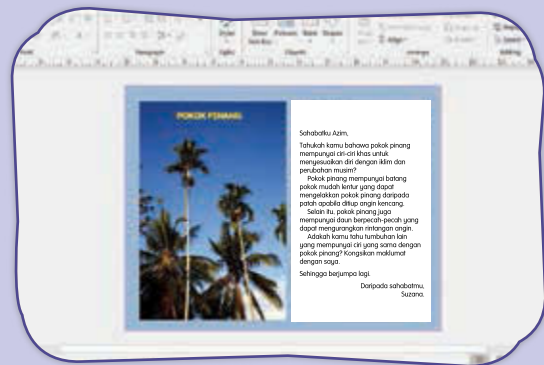 POKOK PINANG
Sahabatku Azim,
Tahukah kamu bahawa pokok pinang
mempunyai ciri-ciri khas untuk
menyesuaikan diri dengan iklim dan
perubahan musim?
Pokok pinang mempunyai batang
pokok mudah lentur yang dapat
mengelakkan pokok pinang daripada
patah apabila ditiup angin kencang.
Selain itu, pokok pinang juga
mempunyai daun berpecah-pecah yang
dapat mengurangkan rintangan angin.
Adakah kamu tahu tumbuhan lain
yang mempunyai ciri yang sama dengan
pokok pinang? Kongsikan maklumat
dengan saya.
Sehingga berjumpa lagi.
Daripada sahabatmu,
Suzana.